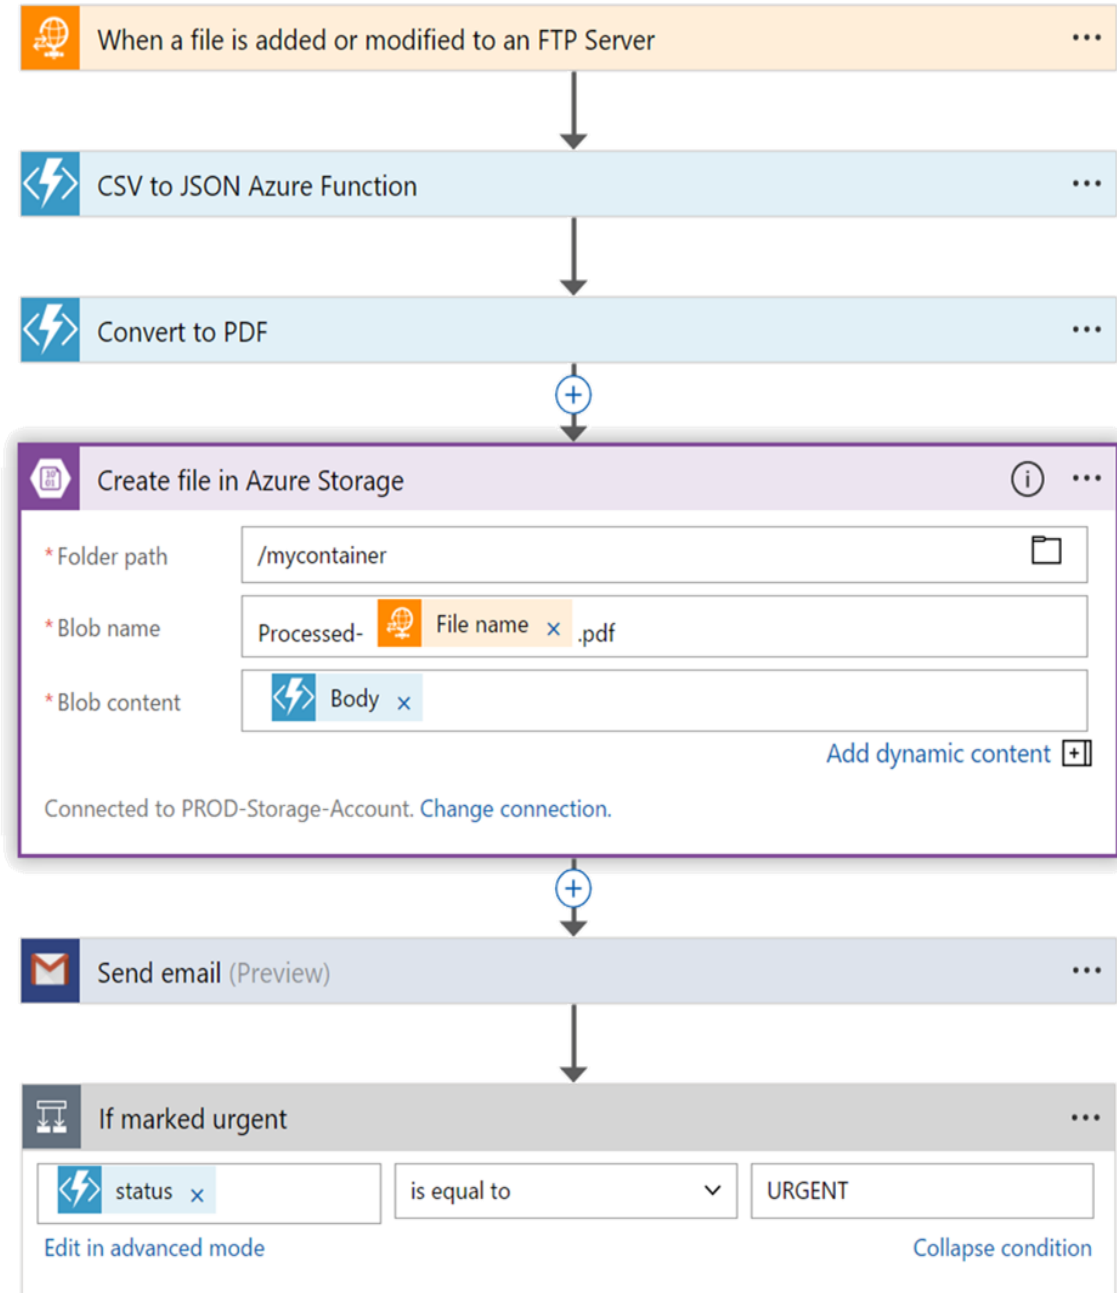 When a file is added or modified to an FTP Server
CSV to JSON Azure Function
Convert to PDF
Create file in Azure Storage
* Folder path /mycontainer
* Blob name Processed- File name × .pdf
* Blob content Body ×
Add dynamic content
Connected to PROD-Storage-Account. Change connection.
Send email (Preview)
If marked urgent
status × is equal to URGENT
Edit in advanced mode Collapse condition